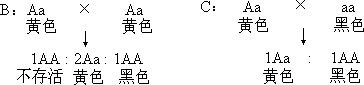 B： Aa × Aa
黄色 黄色
1AA : 2Aa : 1AA
不存活 黄色 黑色
C： Aa × aa
黄色 黑色
1Aa : 1AA
黄色 黑色